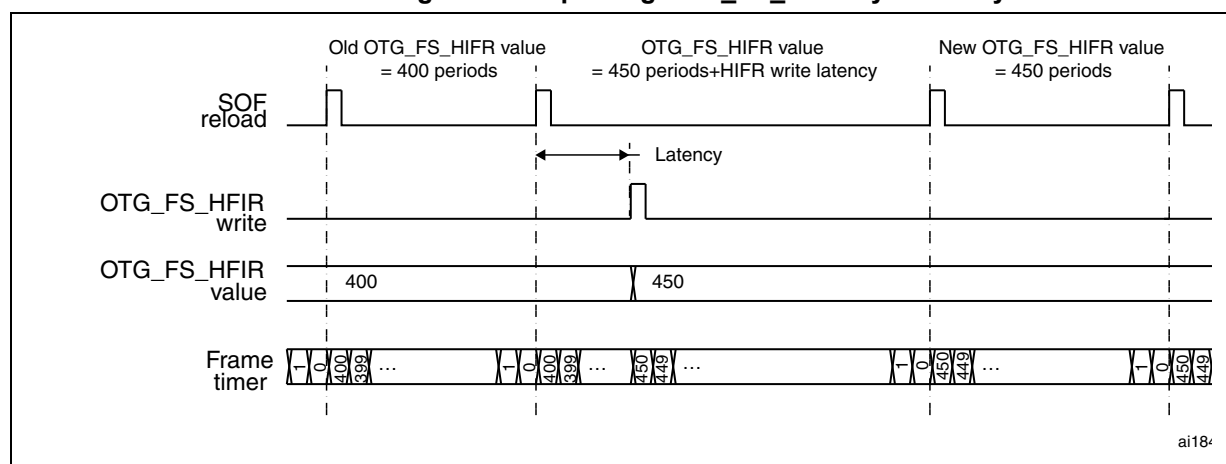 Old OTG_FS_HIFR value
= 400 periods
OTG_FS_HIFR value
= 450 periods+HIFR write latency
New OTG_FS_HIFR value
= 450 periods
SOF
reload
Latency
OTG_FS_HFIR
write
OTG_FS_HFIR
value
400
450
Frame
timer
1 0 400 399 ... 1 0 400 399 ... 450 449 ... 1 0 450 449 ... 1 0 450 449
ai184